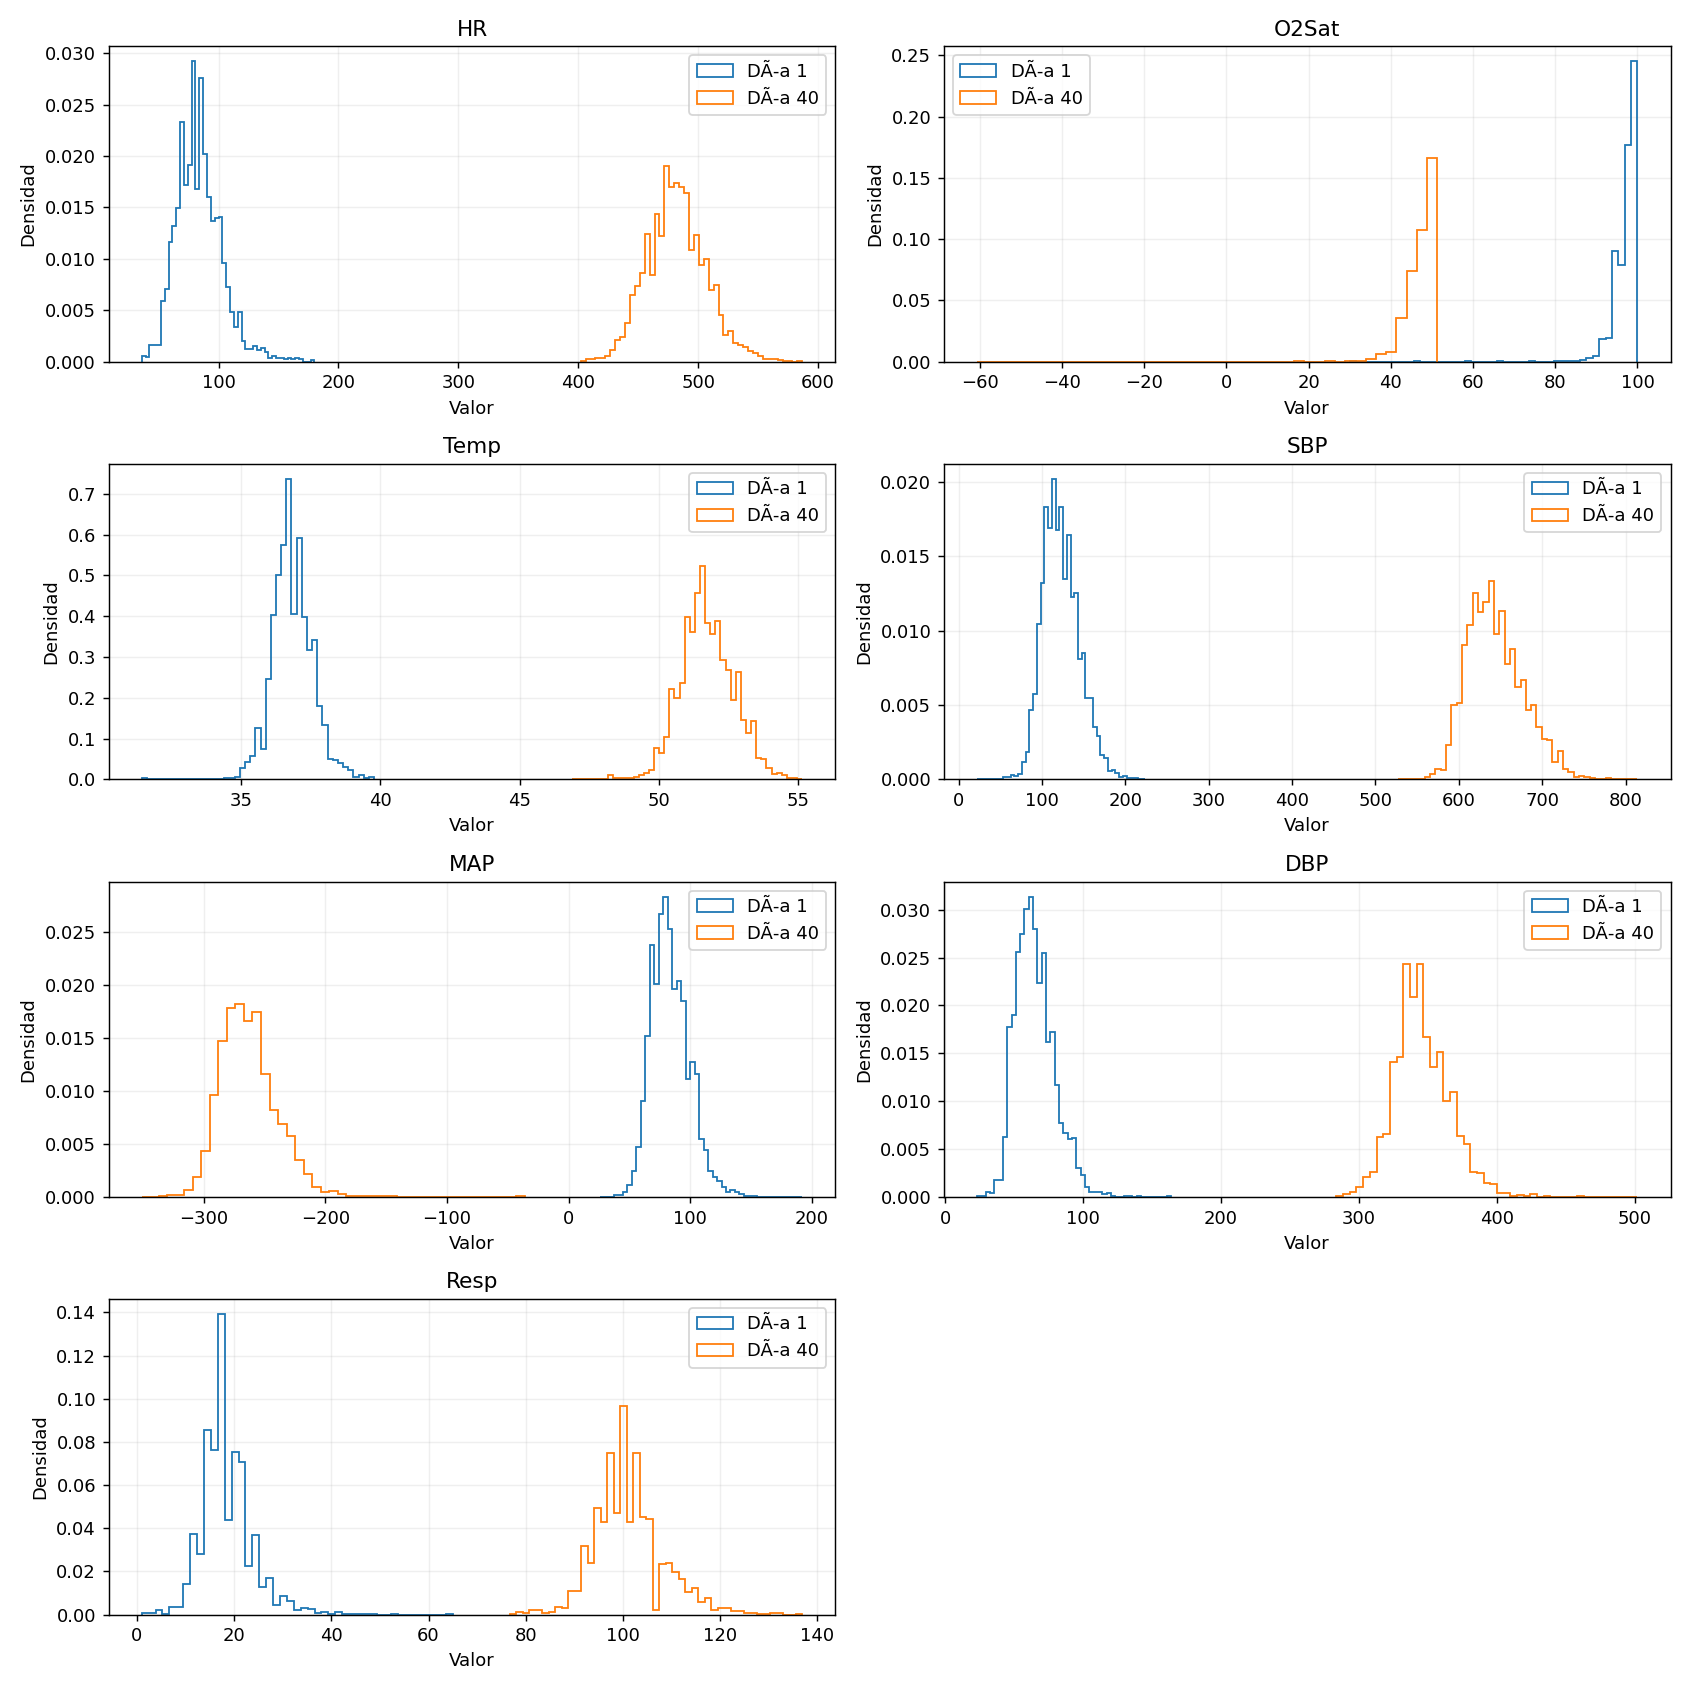 HR
0.030
0.025
0.020
0.015
0.010
0.005
0.000
Densidad
DÃ-a 1
DÃ-a 40
100 200 300 400 500 600
Valor
O2Sat
0.25
0.20
0.15
0.10
0.05
0.00
Densidad
DÃ-a 1
DÃ-a 40
−60 −40 −20 0 20 40 60 80 100
Valor
Temp
0.7
0.6
0.5
0.4
0.3
0.2
0.1
0.0
Densidad
DÃ-a 1
DÃ-a 40
35 40 45 50 55
Valor
SBP
0.020
0.015
0.010
0.005
0.000
Densidad
DÃ-a 1
DÃ-a 40
0 100 200 300 400 500 600 700 800
Valor
MAP
0.025
0.020
0.015
0.010
0.005
0.000
Densidad
DÃ-a 1
DÃ-a 40
−300 −200 −100 0 100 200
Valor
DBP
0.030
0.025
0.020
0.015
0.010
0.005
0.000
Densidad
DÃ-a 1
DÃ-a 40
0 100 200 300 400 500
Valor
Resp
0.14
0.12
0.10
0.08
0.06
0.04
0.02
0.00
Densidad
DÃ-a 1
DÃ-a 40
0 20 40 60 80 100 120 140
Valor